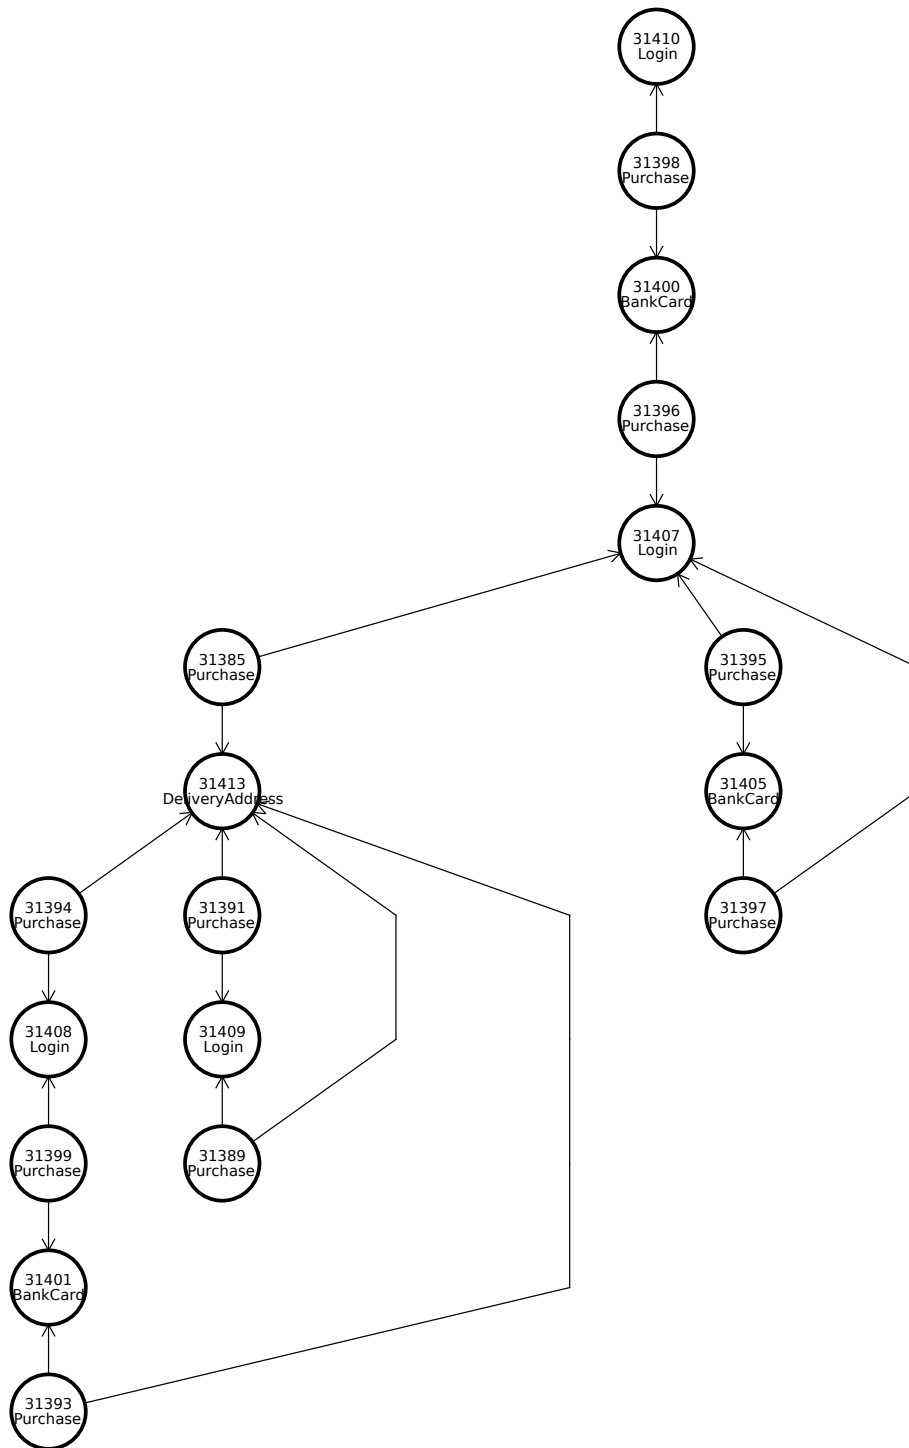 31410
Login
31398
Purchase
31400
BankCard
31396
Purchase
31407
Login
31385
Purchase
31395
Purchase
31413
DeliveryAddress
31405
BankCard
31394
Purchase
31391
Purchase
31397
Purchase
31408
Login
31409
Login
31399
Purchase
31389
Purchase
31401
BankCard
31393
Purchase